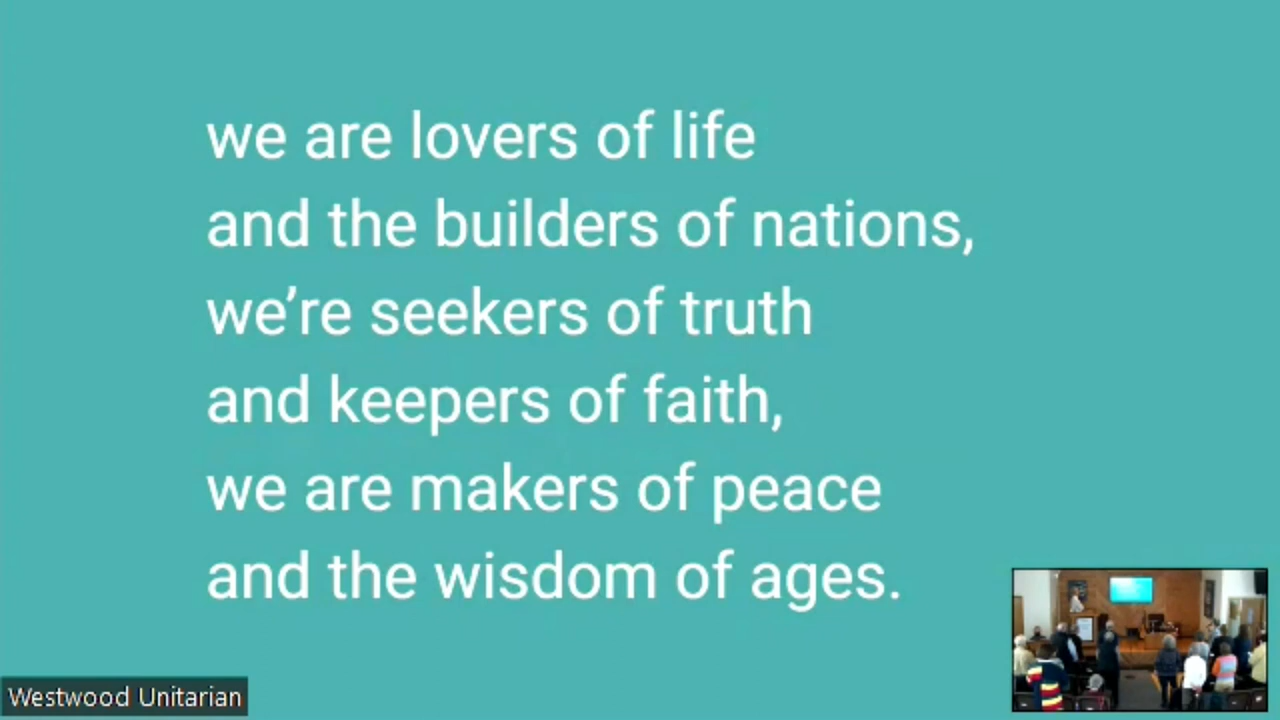 we are lovers of life
and the builders of nations,
we’re seekers of truth
and keepers of faith,
we are makers of peace
and the wisdom of ages.
Westwood Unitarian